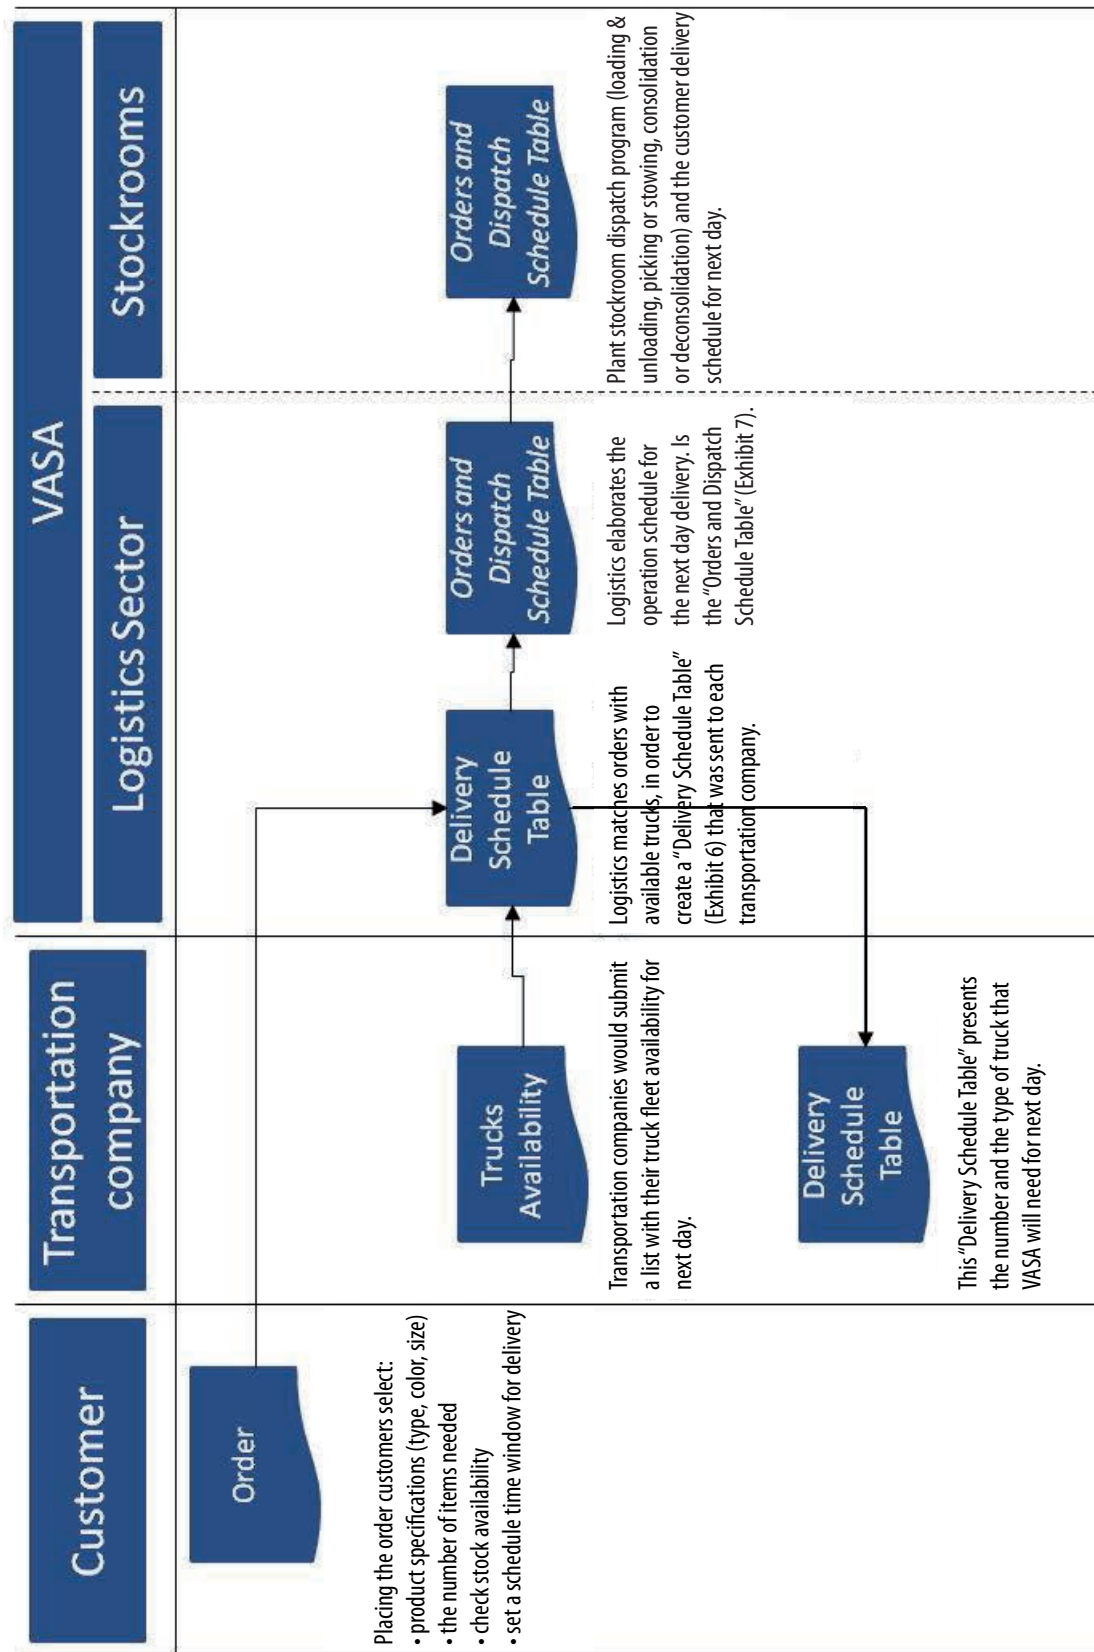 Customer
Transportation
company
VASA
Logistics Sector
Stockrooms
Order
Placing the order customers select:
• product specifications (type, color, size)
• the number of items needed
• check stock availability
• set a schedule time window for delivery
Trucks
Availability
Transportation companies would submit
a list with their truck fleet availability for
next day.
Delivery
Schedule
Table
This “Delivery Schedule Table” presents
the number and the type of truck that
VASA will need for next day.
Delivery
Schedule
Table
Logistics matches orders with
available trucks, in order to
create a “Delivery Schedule Table”
(Exhibit 6) that was sent to each
transportation company.
Orders and
Dispatch
Schedule Table
Logistics elaborates the
operation schedule for
the next day delivery. Is
the “Orders and Dispatch
Schedule Table” (Exhibit 7).
Orders and
Dispatch
Schedule Table
Plant stockroom dispatch program (loading &
unloading, picking or stowing, consolidation
or deconsolidation) and the customer delivery
schedule for next day.